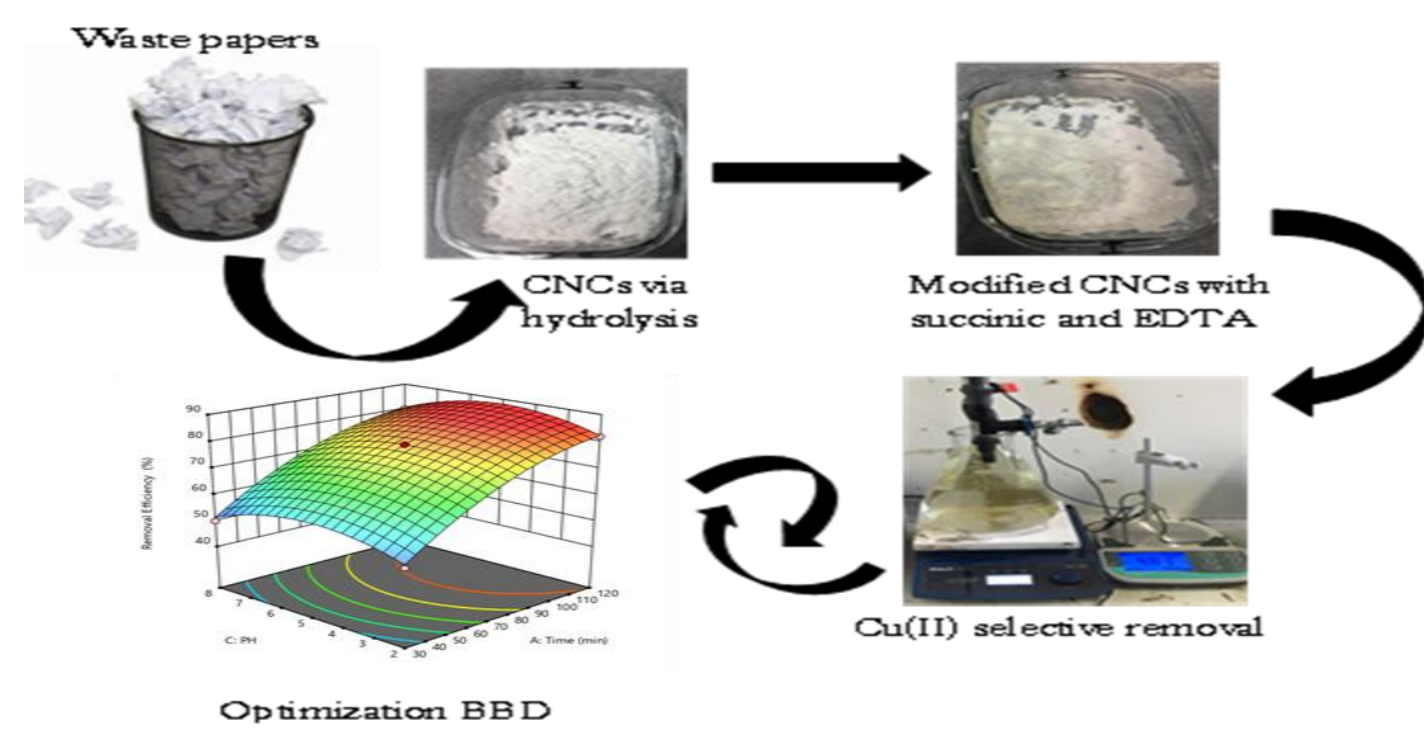 Waste papers
CNCs via
hydrolysis
Modified CNCs with
succinic and EDTA
90
80
70
60
50
40
Removal Efficiency (%)
8
7
6
5
4
3
2
C: PH
30
40
50
60
70
80
90
100
110
120
A: Time (min)
Cu(II) selective removal
Optimization BBD